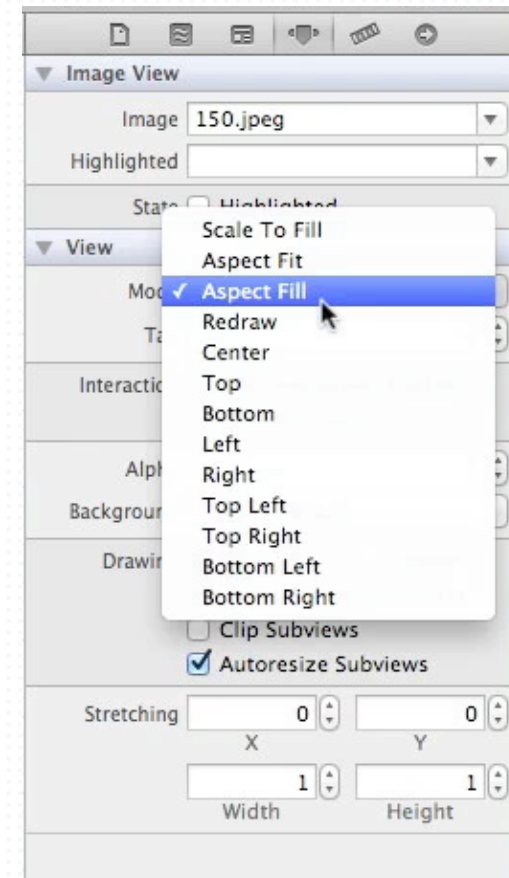 Image View
Image 150.jpeg
Highlighted
Scale To Fill
View
Aspect Fit
✓ Aspect Fill
Redraw
Center
Top
Bottom
Left
Right
Top Left
Top Right
Bottom Left
Bottom Right
Clip Subviews
Autoresize Subviews
Stretching 0 0
X Y
1 1
Width Height